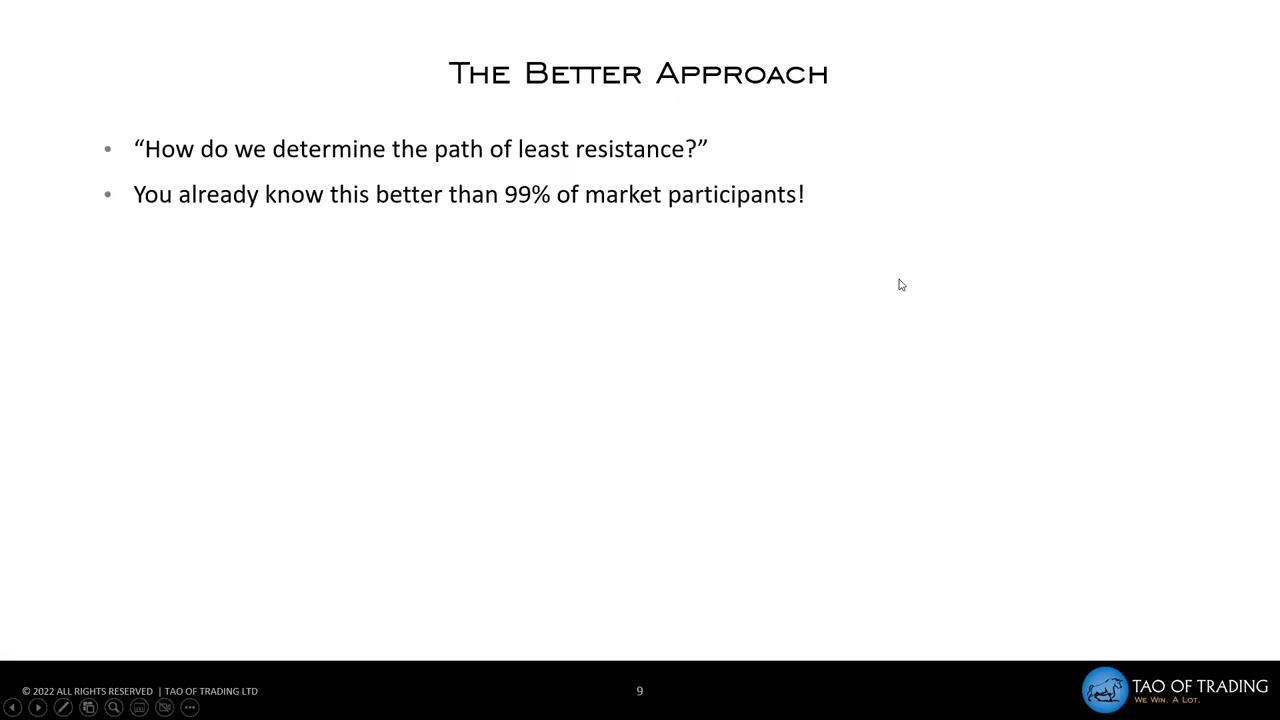 THE BETTER APPROACH
• “How do we determine the path of least resistance?”
• You already know this better than 99% of market participants!
© 2022 ALL RIGHTS RESERVED | TAO OF TRADING LTD
9
TAO OF TRADING
WE WIN. A LOT.